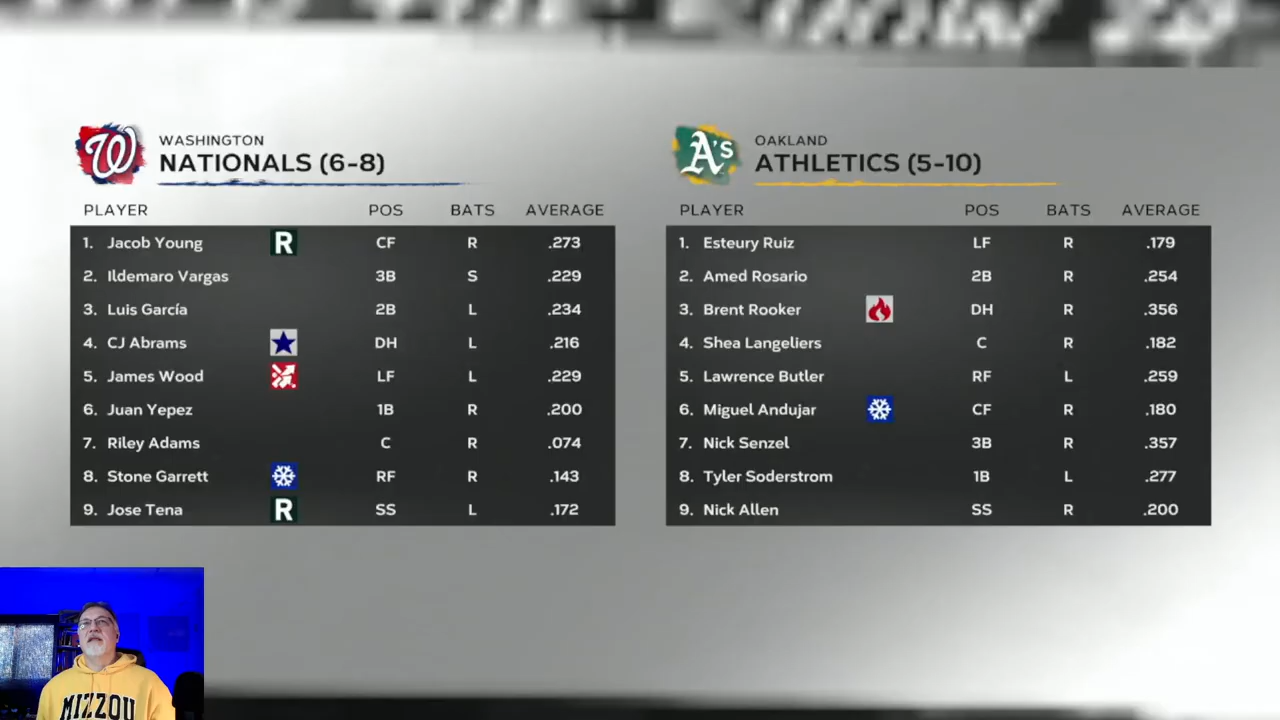 WASHINGTON
NATIONALS (6-8)
PLAYER POS BATS AVERAGE
1. Jacob Young R CF R .273
2. Ildemaro Vargas 3B S .229
3. Luis García 2B L .234
4. CJ Abrams DH L .216
5. James Wood LF L .229
6. Juan Yepez 1B R .200
7. Riley Adams C R .074
8. Stone Garrett RF R .143
9. Jose Tena R SS L .172
W
OAKLAND
ATHLETICS (5-10)
PLAYER POS BATS AVERAGE
1. Esteury Ruiz LF R .179
2. Amed Rosario 2B R .254
3. Brent Rooker DH R .356
4. Shea Langeliers C R .182
5. Lawrence Butler RF L .259
6. Miguel Andujar CF R .180
7. Nick Senzel 3B R .357
8. Tyler Soderstrom 1B L .277
9. Nick Allen SS R .200
A's
MIZZOU